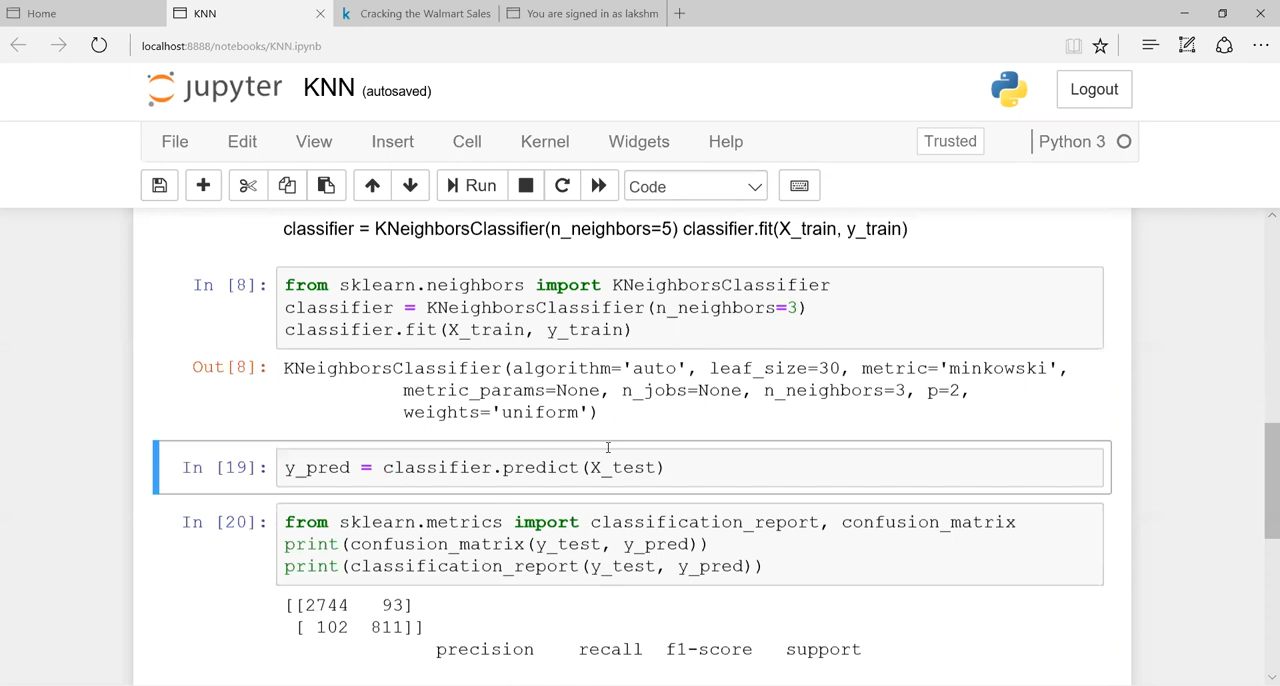 Home
KNN
Cracking the Walmart Sales
You are signed in as lakshm
localhost:8888/notebooks/KNN.ipynb
jupyter KNN (autosaved)
Logout
File Edit View Insert Cell Kernel Widgets Help Trusted Python 3
Run Code
classifier = KNeighborsClassifier(n_neighbors=5) classifier.fit(X_train, y_train)
In [8]: from sklearn.neighbors import KNeighborsClassifier
classifier = KNeighborsClassifier(n_neighbors=3)
classifier.fit(X_train, y_train)
Out[8]: KNeighborsClassifier(algorithm='auto', leaf_size=30, metric='minkowski',
metric_params=None, n_jobs=None, n_neighbors=3, p=2,
weights='uniform')
In [19]: y_pred = classifier.predict(X_test)
In [20]: from sklearn.metrics import classification_report, confusion_matrix
print(confusion_matrix(y_test, y_pred))
print(classification_report(y_test, y_pred))
[[2744 93]
[ 102 811]]
precision recall f1-score support